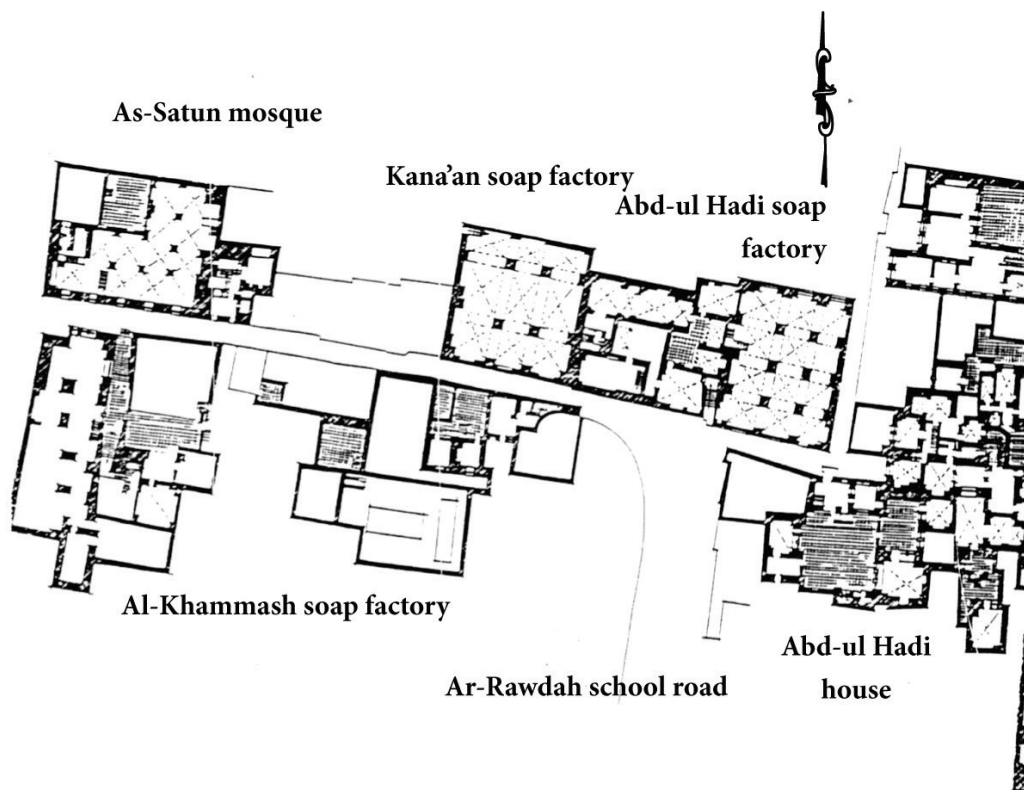 As-Satun mosque
Kana'an soap factory
Abd-ul Hadi soap
factory
Al-Khammash soap factory
Abd-ul Hadi
house
Ar-Rawdah school road